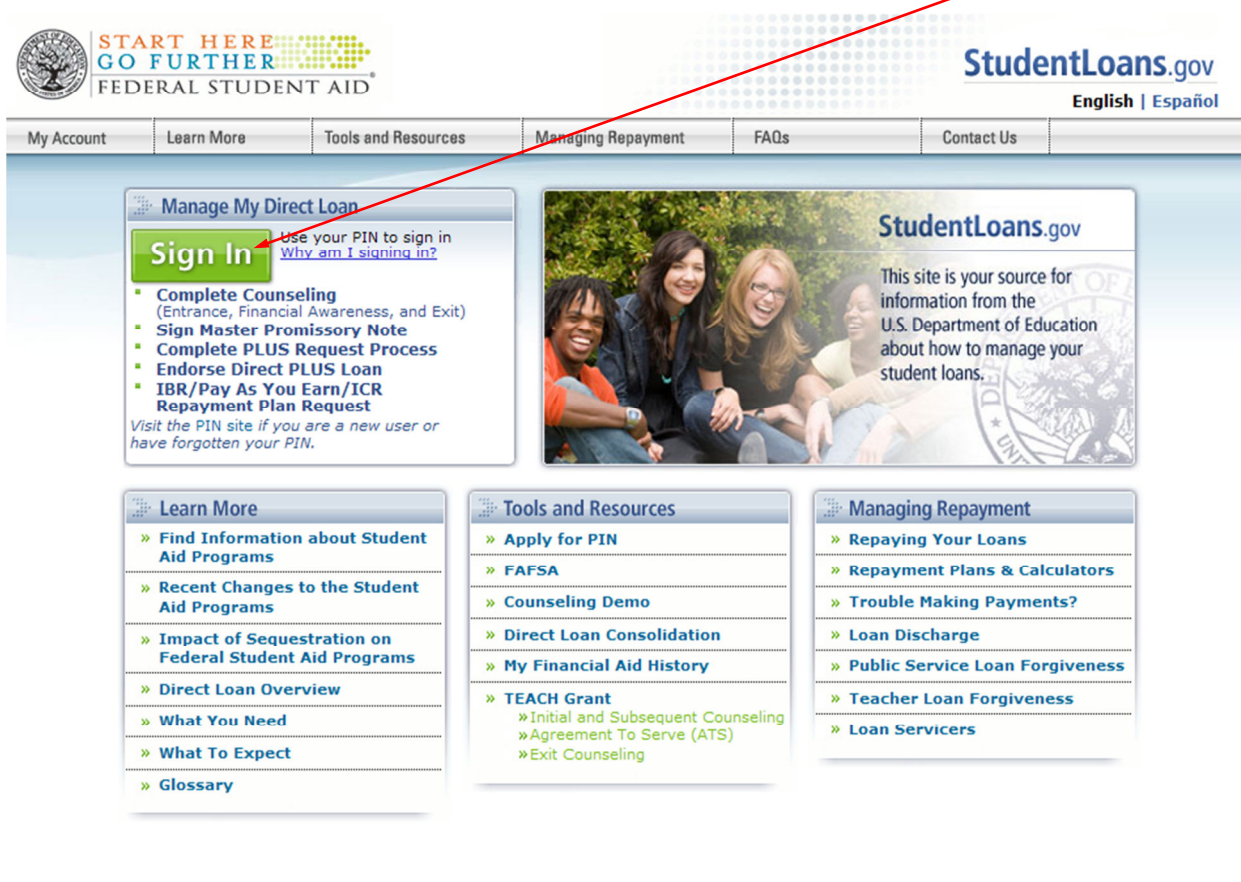 START HERE
GO FURTHER
FEDERAL STUDENT AID®
StudentLoans.gov
English | Español
My Account
Learn More
Tools and Resources
Managing Repayment
FAQs
Contact Us
Manage My Direct Loan
Sign In
Use your PIN to sign in
Why am I signing in?
Complete Counseling
(Entrance, Financial Awareness, and Exit)
Sign Master Promissory Note
Complete PLUS Request Process
Endorse Direct PLUS Loan
IBR/Pay As You Earn/ICR
Repayment Plan Request
Visit the PIN site if you are a new user or
have forgotten your PIN.
StudentLoans.gov
This site is your source for
information from the
U.S. Department of Education
about how to manage your
student loans.
Learn More
» Find Information about Student
Aid Programs
» Recent Changes to the Student
Aid Programs
» Impact of Sequestration on
Federal Student Aid Programs
» Direct Loan Overview
» What You Need
» What To Expect
» Glossary
Tools and Resources
» Apply for PIN
» FAFSA
» Counseling Demo
» Direct Loan Consolidation
» My Financial Aid History
» TEACH Grant
» Initial and Subsequent Counseling
» Agreement To Serve (ATS)
» Exit Counseling
Managing Repayment
» Repaying Your Loans
» Repayment Plans & Calculators
» Trouble Making Payments?
» Loan Discharge
» Public Service Loan Forgiveness
» Teacher Loan Forgiveness
» Loan Servicers